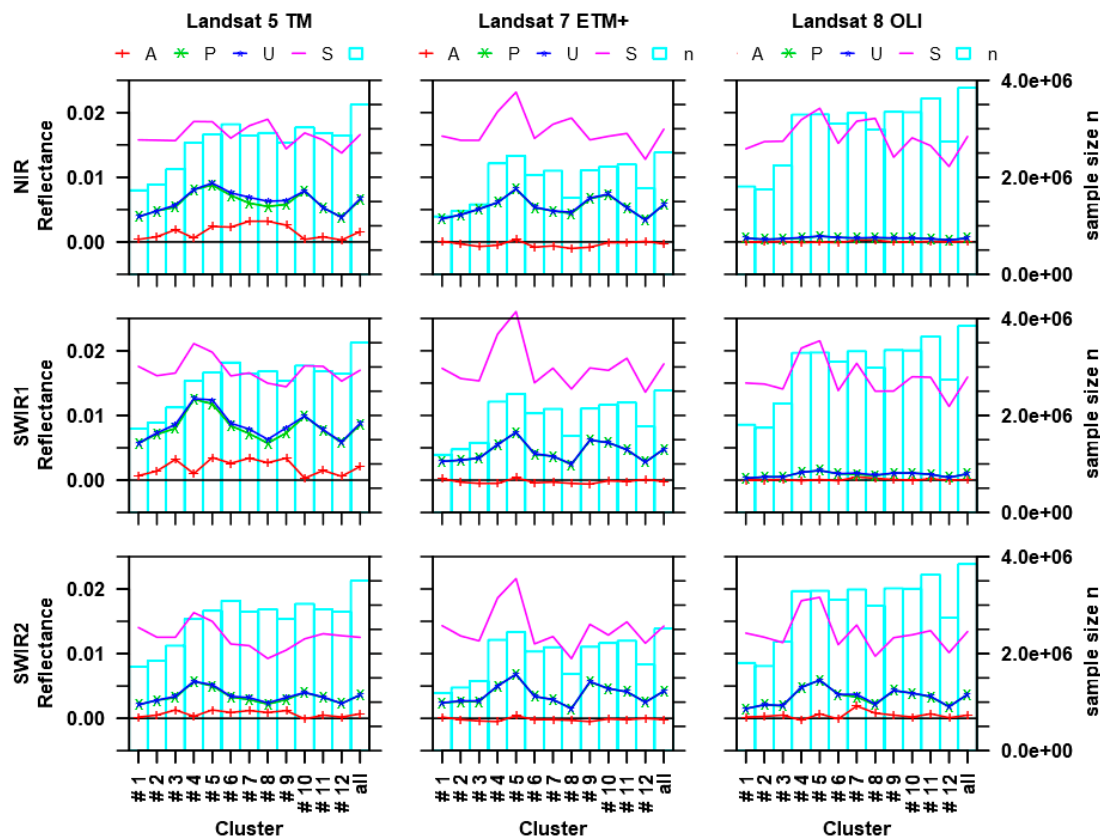 Landsat 5 TM Landsat 7 ETM+ Landsat 8 OLI
A P U S n A P U S n A P U S n
NIR
Reflectance
0.02
0.01
0.00
4.0e+06
2.0e+06
0.0e+00
sample size n
SWIR1
Reflectance
0.02
0.01
0.00
4.0e+06
2.0e+06
0.0e+00
sample size n
SWIR2
Reflectance
0.02
0.01
0.00
4.0e+06
2.0e+06
0.0e+00
sample size n
# 1 # 2 # 3 # 4 # 5 # 6 # 7 # 8 # 9 # 10 # 11 # 12 all # 1 # 2 # 3 # 4 # 5 # 6 # 7 # 8 # 9 # 10 # 11 # 12 all # 1 # 2 # 3 # 4 # 5 # 6 # 7 # 8 # 9 # 10 # 11 # 12 all
Cluster Cluster Cluster